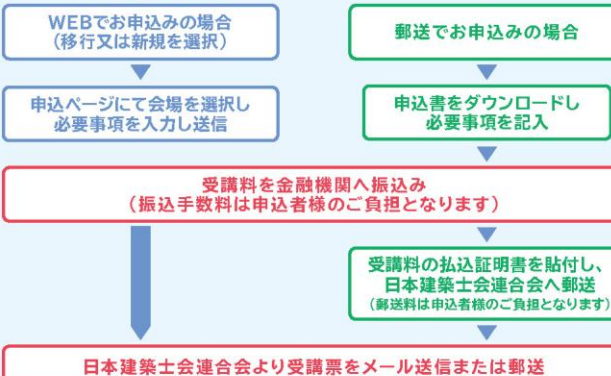 WEBでお申込みの場合
（移行又は新規を選択）
郵送でお申込みの場合
申込ページにて会場を選択し
必要事項を入力し送信
申込書をダウンロードし
必要事項を記入
受講料を金融機関へ振込み
（振込手数料は申込者様のご負担となります）
受講料の払込証明書を貼付し、
日本建築士会連合会へ郵送
（郵送料は申込者様のご負担となります）
日本建築士会連合会より受講票をメール送信または郵送